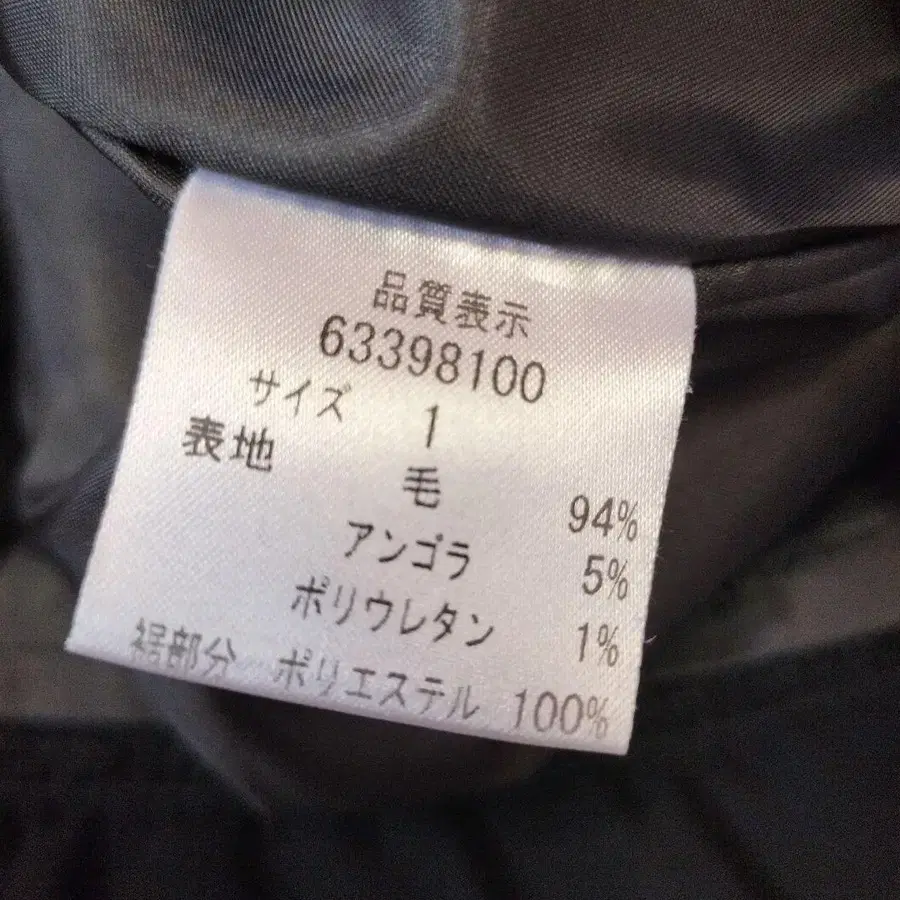 品質表示
63398100
サイズ 1
表地 毛 94%
アンゴラ 5%
ポリウレタン 1%
裾部分 ポリエステル 100%